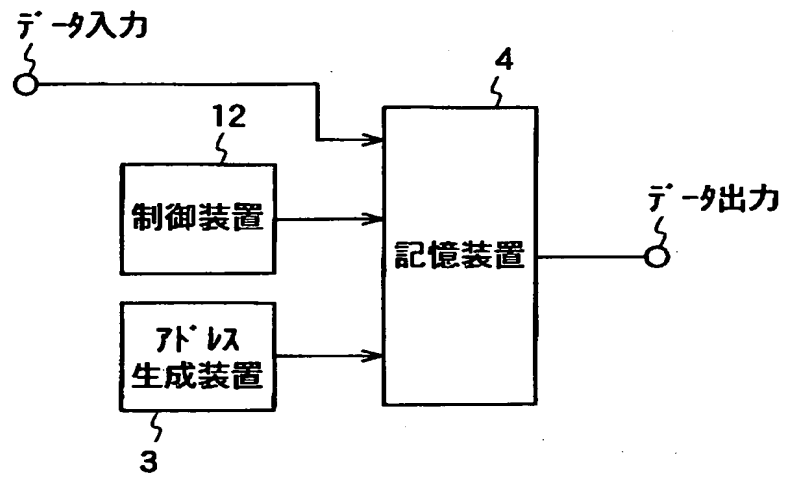 データ入力
4
12
制御装置
データ出力
記憶装置
アドレス
生成装置
3